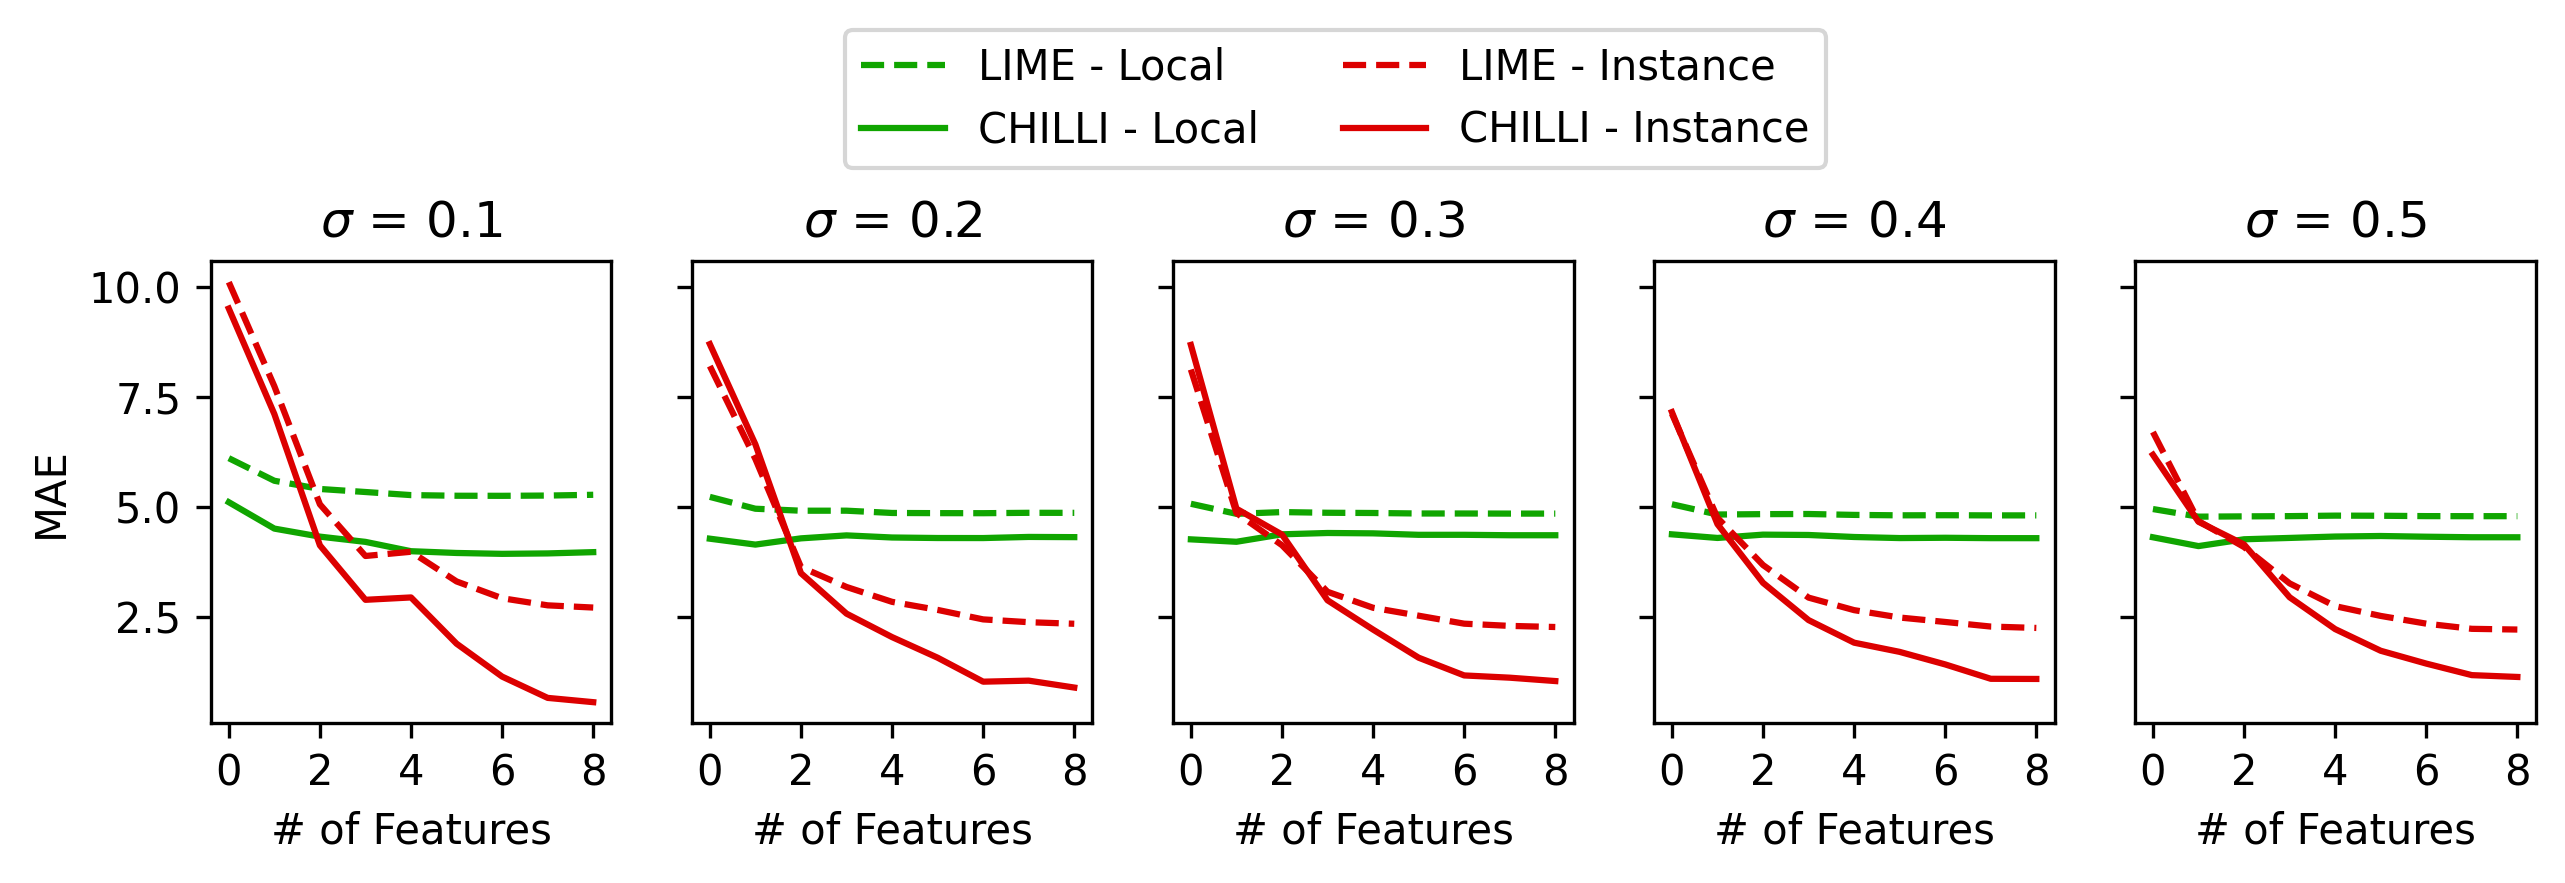 LIME - Local
CHILLI - Local
LIME - Instance
CHILLI - Instance
σ = 0.1
σ = 0.2
σ = 0.3
σ = 0.4
σ = 0.5
MAE
10.0
7.5
5.0
2.5
0 2 4 6 8
0 2 4 6 8
0 2 4 6 8
0 2 4 6 8
0 2 4 6 8
# of Features
# of Features
# of Features
# of Features
# of Features